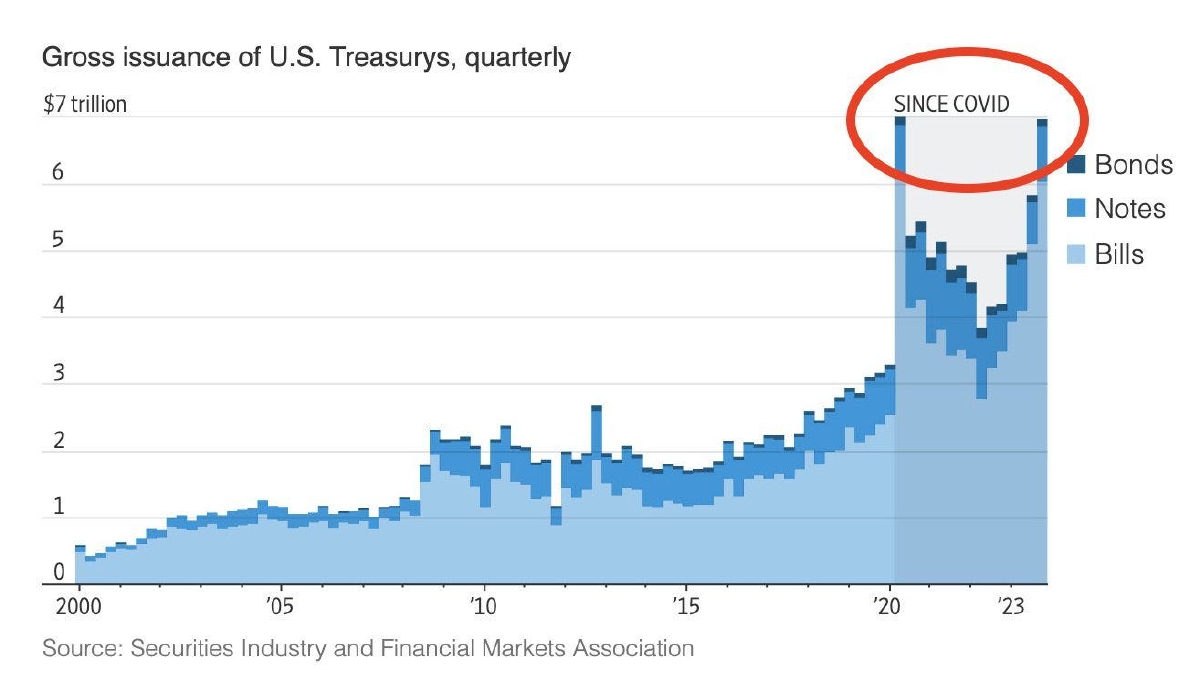 Gross issuance of U.S. Treasurys, quarterly
$7 trillion
SINCE COVID
6
5
4
3
2
1
0
Bonds
Notes
Bills
2000 ’05 ’10 ’15 ’20 ’23
Source: Securities Industry and Financial Markets Association